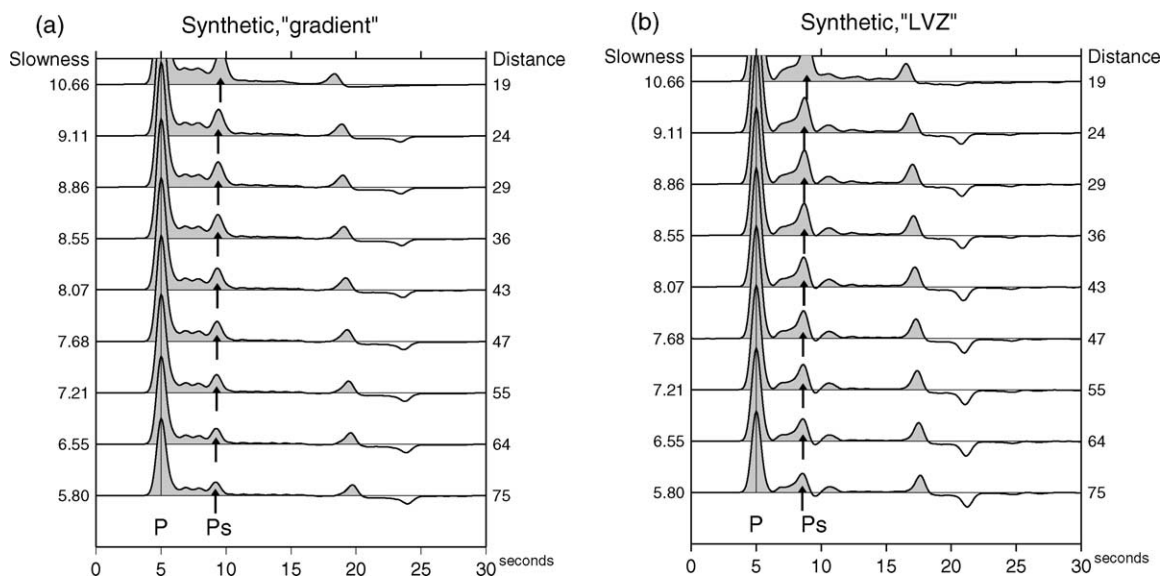 (a) Synthetic,"gradient"
Slowness Distance
10.66 19
9.11 24
8.86 29
8.55 36
8.07 43
7.68 47
7.21 55
6.55 64
5.80 75
P Ps
0 5 10 15 20 25 30 seconds
(b) Synthetic,"LVZ"
Slowness Distance
10.66 19
9.11 24
8.86 29
8.55 36
8.07 43
7.68 47
7.21 55
6.55 64
5.80 75
P Ps
0 5 10 15 20 25 30 seconds